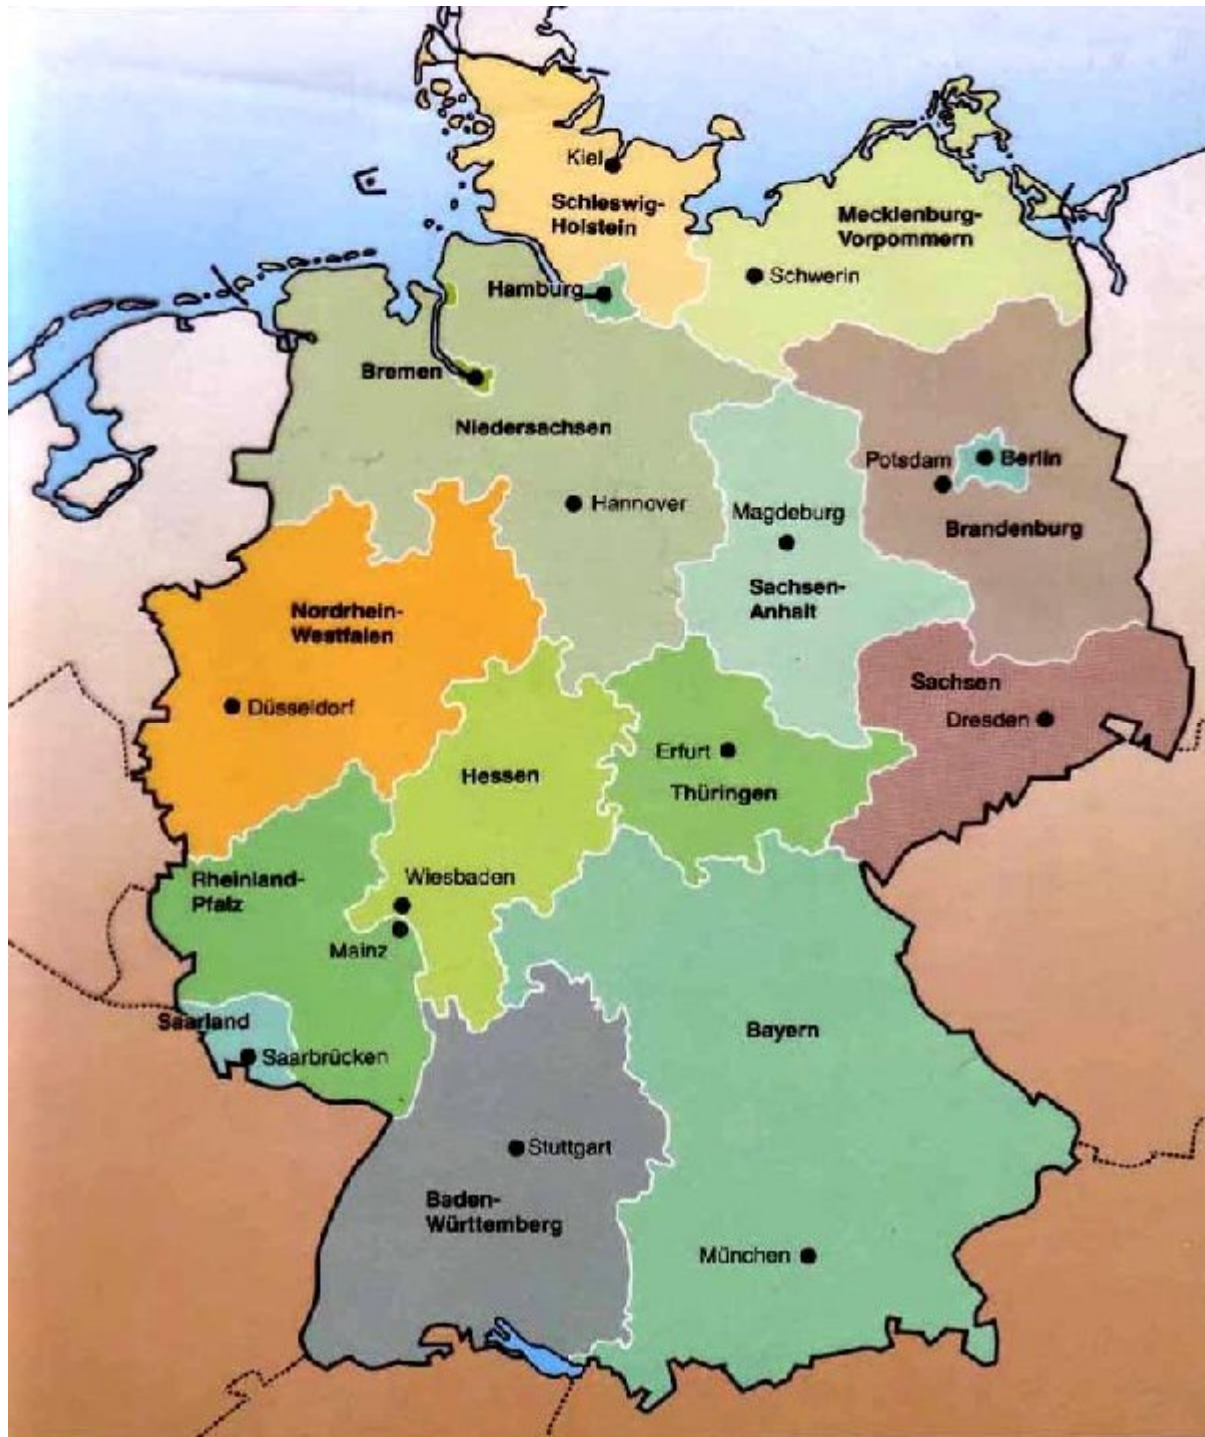 Kiel
Schleswig-
Holstein
Mecklenburg-
Vorpommern
Schwerin
Hamburg
Bremen
Niedersachsen
Hannover
Potsdam
Berlin
Brandenburg
Magdeburg
Sachsen-
Anhalt
Nordrhein-
Westfalen
Düsseldorf
Sachsen
Dresden
Erfurt
Thüringen
Hessen
Wiesbaden
Rheinland-
Pfalz
Mainz
Saarland
Saarbrücken
Bayern
Stuttgart
Baden-
Württemberg
München